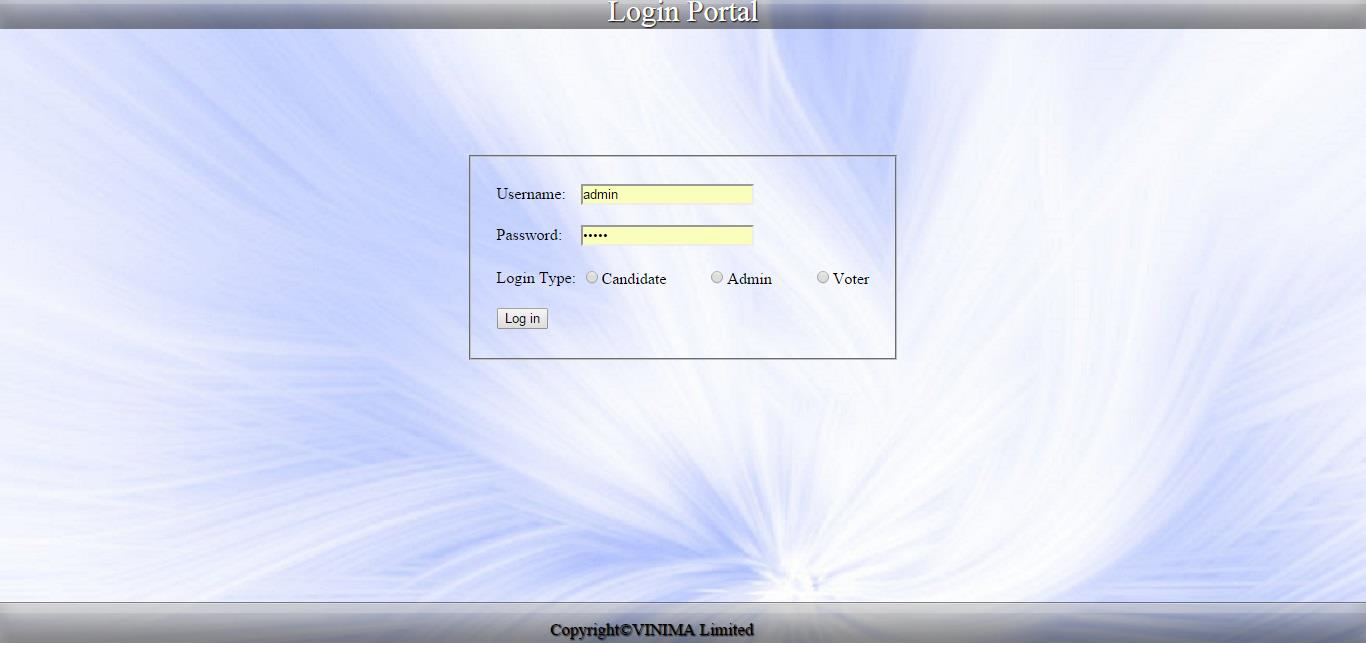 Login Portal
Username: admin
Password: •••••
Login Type: Candidate Admin Voter
Log in
Copyright©VINIMA Limited